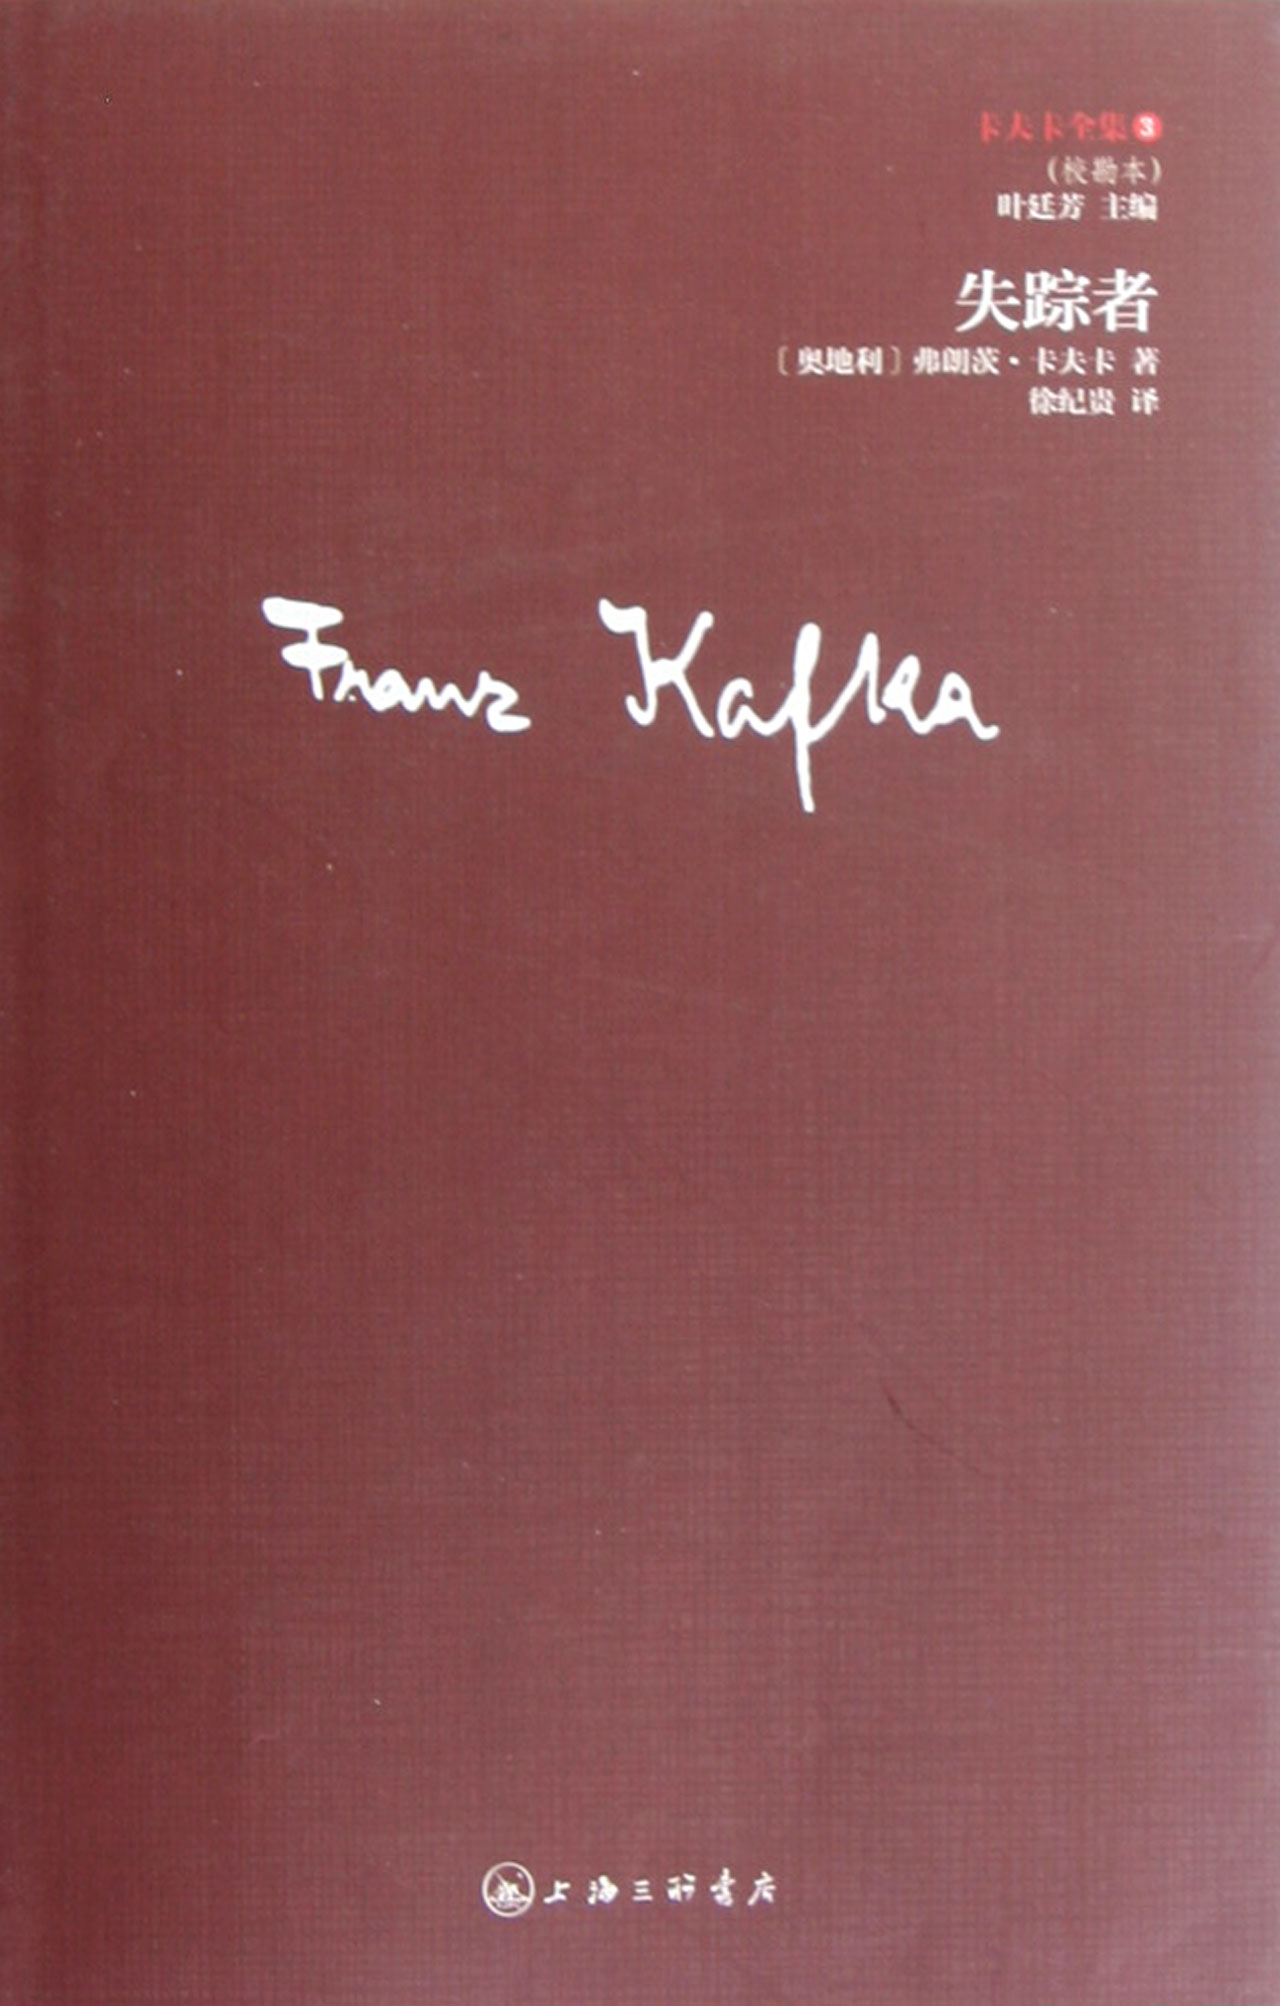 卡夫卡全集3
(校勘本)
叶廷芳 主编
失踪者
〔奥地利〕弗朗茨·卡夫卡 著
徐纪贵 译
Franz Kafka
上海三联书店